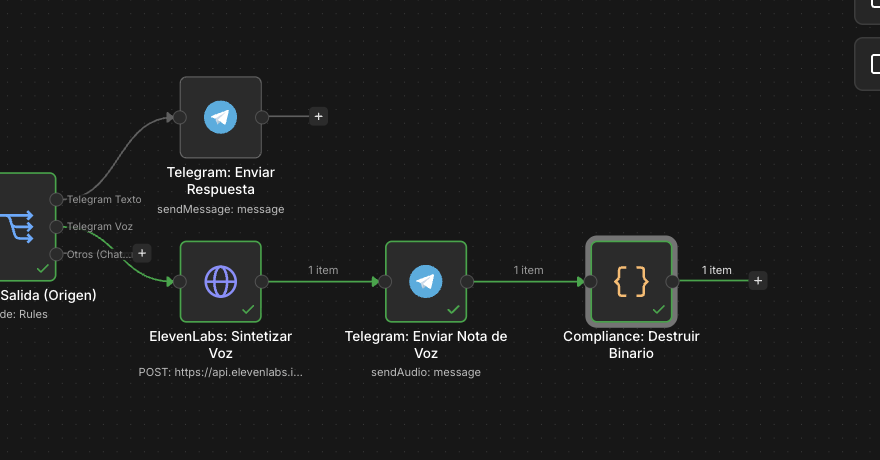 Telegram: Enviar
Respuesta
sendMessage: message
Telegram Texto
Telegram Voz
Otros (Chat...
Salida (Origen)
de: Rules
1 item
1 item
1 item
ElevenLabs: Sintetizar
Voz
POST: https://api.elevenlabs.i...
Telegram: Enviar Nota de
Voz
sendAudio: message
Compliance: Destruir
Binario